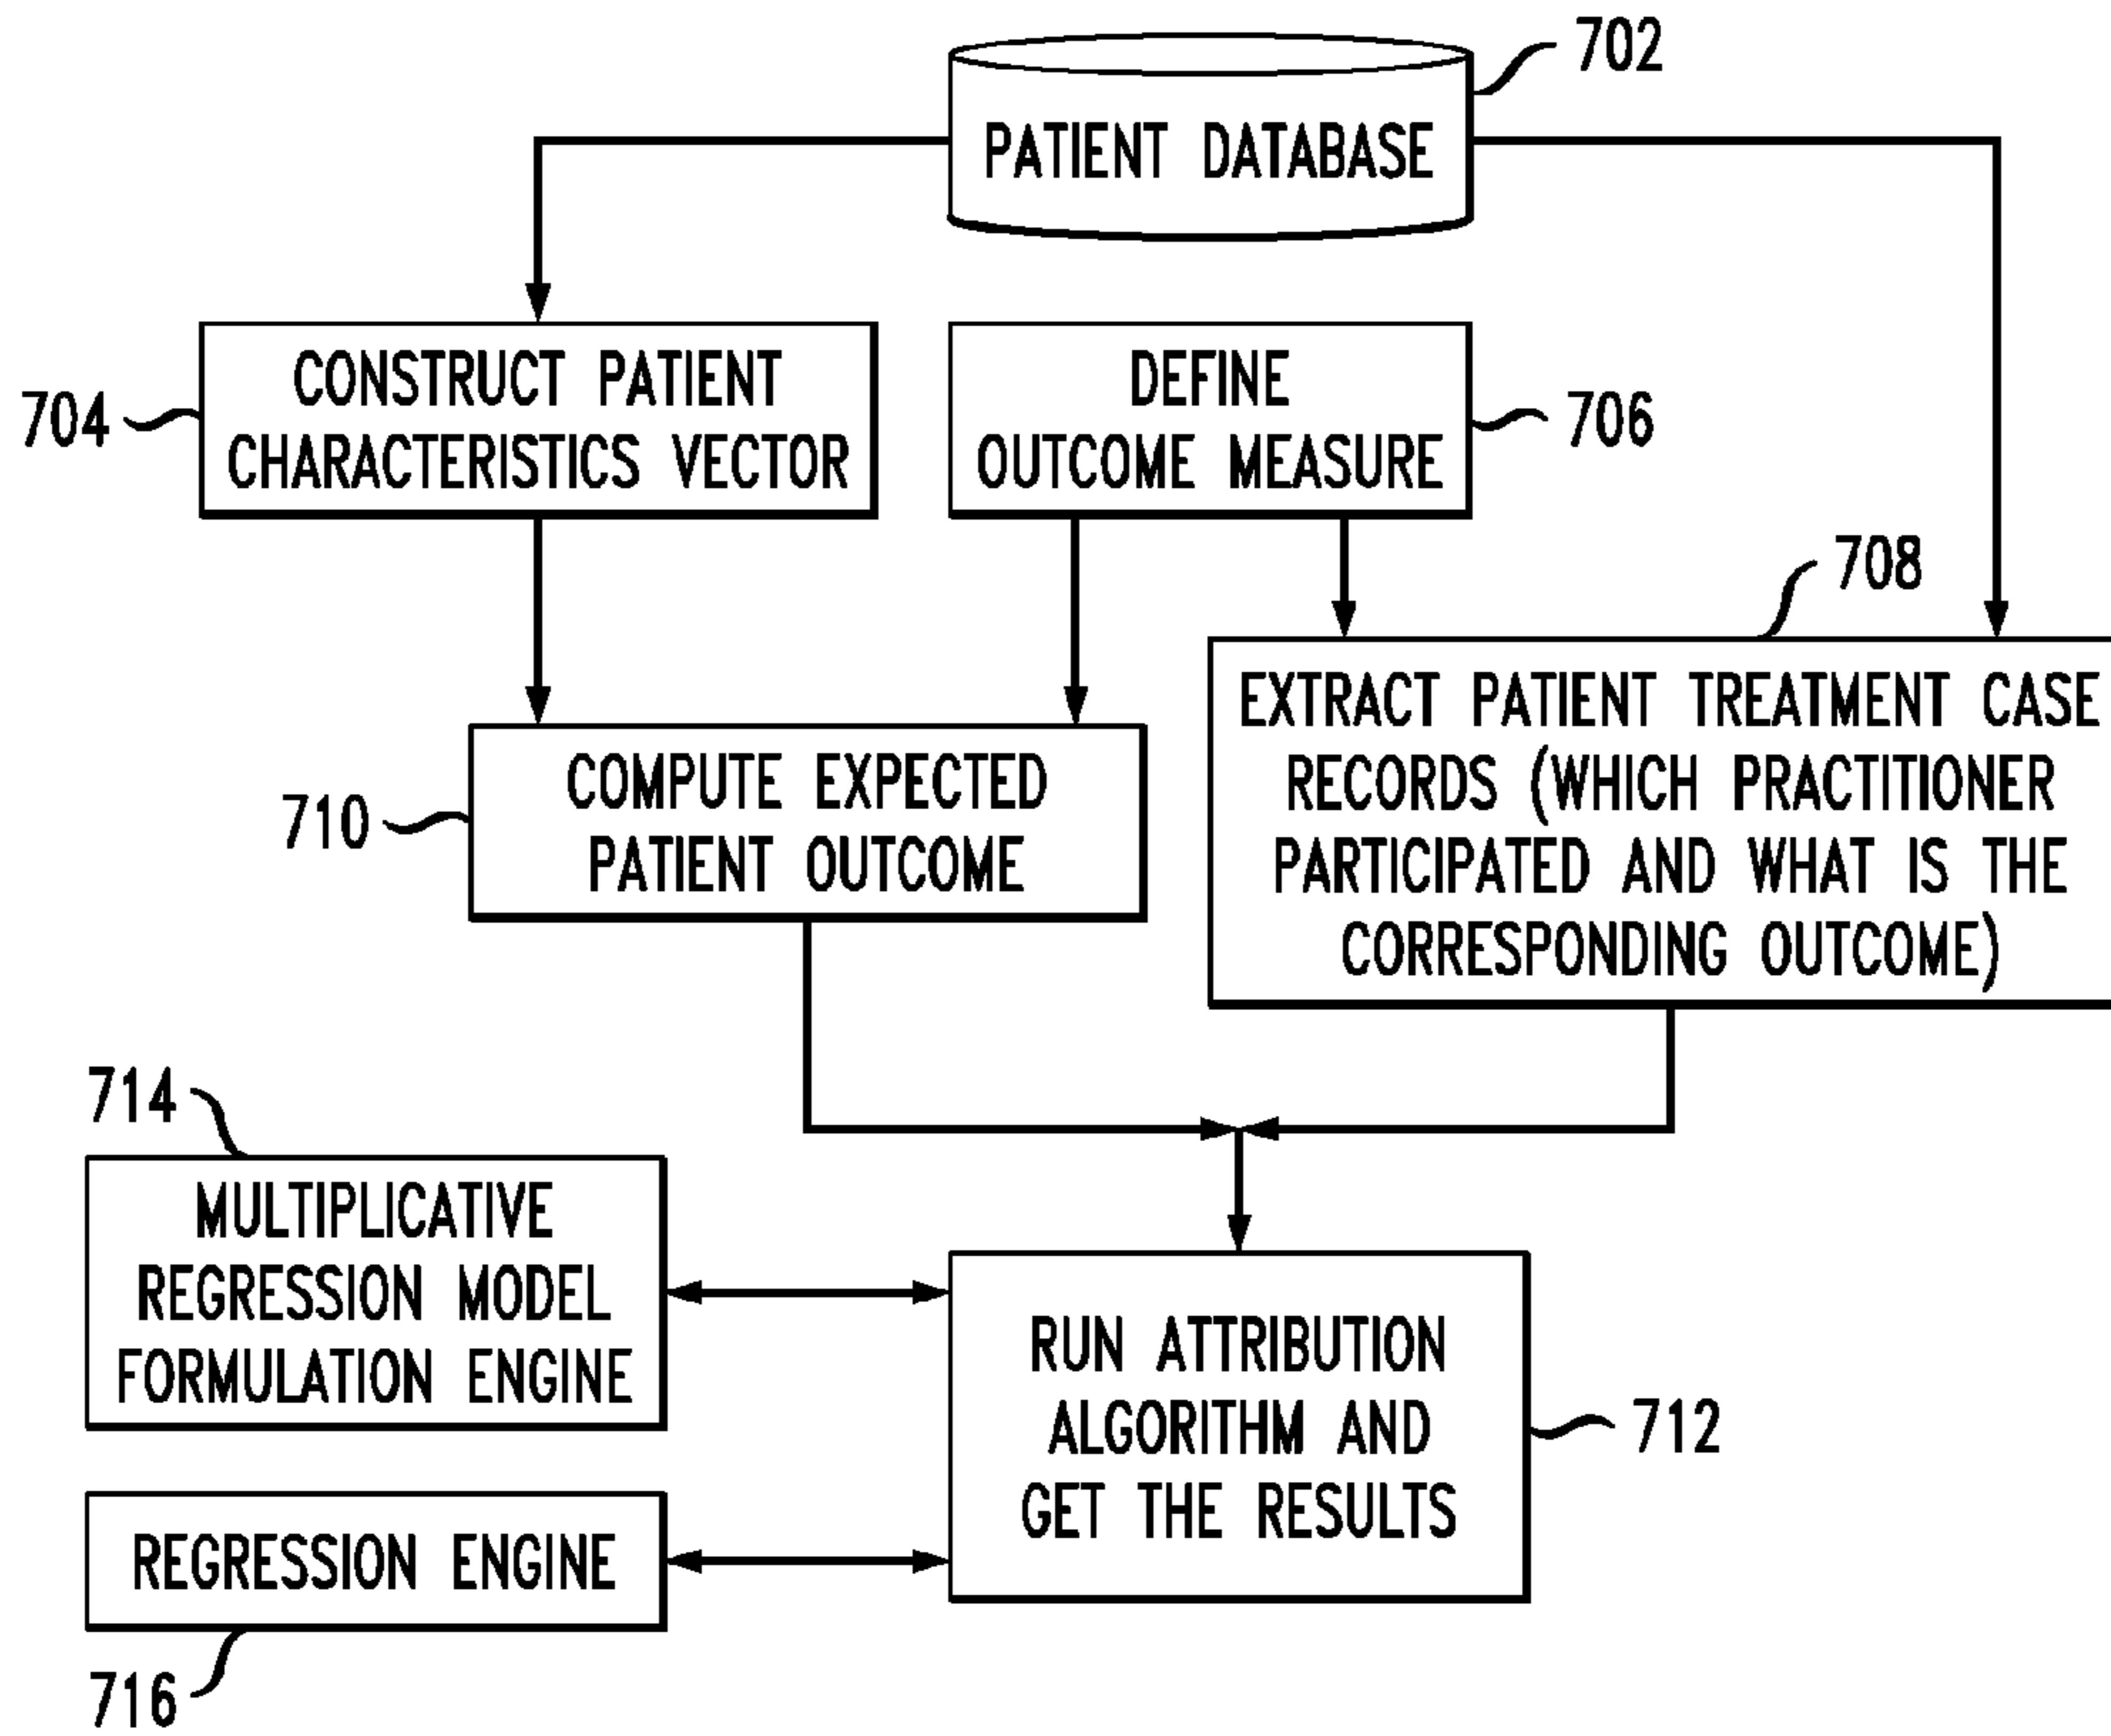 702
PATIENT DATABASE
CONSTRUCT PATIENT
CHARACTERISTICS VECTOR
704
DEFINE
OUTCOME MEASURE
706
708
EXTRACT PATIENT TREATMENT CASE
RECORDS (WHICH PRACTITIONER
PARTICIPATED AND WHAT IS THE
CORRESPONDING OUTCOME)
COMPUTE EXPECTED
PATIENT OUTCOME
710
714
MULTIPLICATIVE
REGRESSION MODEL
FORMULATION ENGINE
RUN ATTRIBUTION
ALGORITHM AND
GET THE RESULTS
712
REGRESSION ENGINE
716